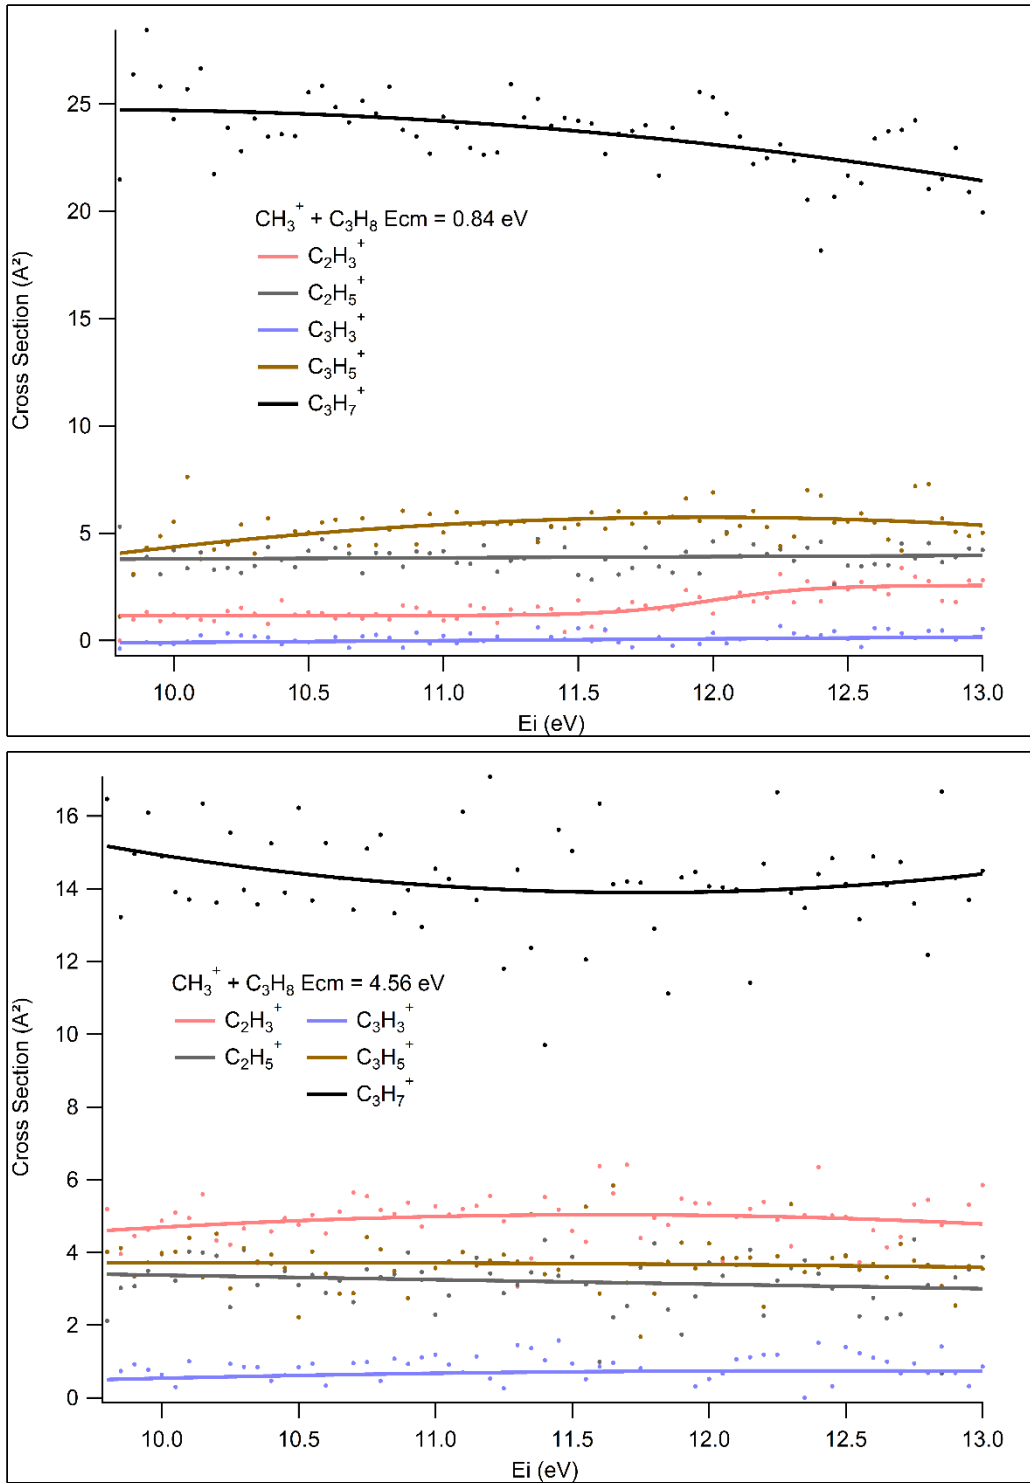 25
20
15
10
5
0
Cross Section (A²)
CH₃⁺ + C₃H₈ Ecm = 0.84 eV
C₂H₃⁺
C₂H₅⁺
C₃H₃⁺
C₃H₅⁺
C₃H₇⁺
10.0 10.5 11.0 11.5 12.0 12.5 13.0
Ei (eV)
16
14
12
10
8
6
4
2
0
Cross Section (A²)
CH₃⁺ + C₃H₈ Ecm = 4.56 eV
C₂H₃⁺ C₃H₃⁺
C₂H₅⁺ C₃H₅⁺
C₃H₇⁺
10.0 10.5 11.0 11.5 12.0 12.5 13.0
Ei (eV)